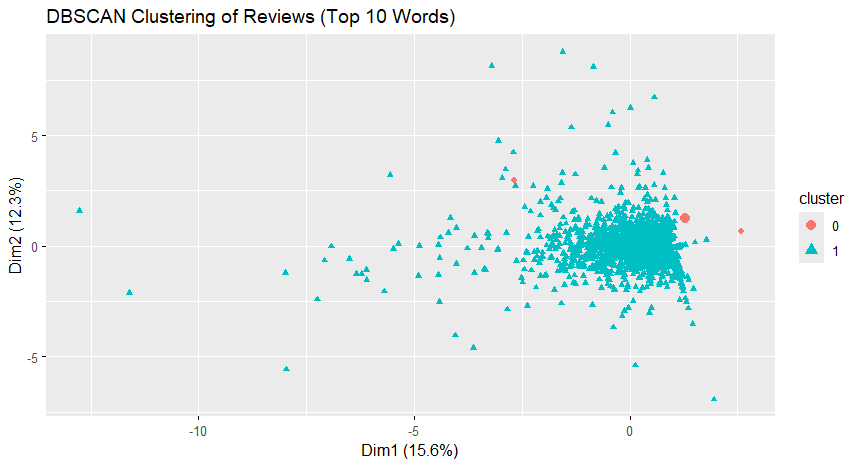 DBSCAN Clustering of Reviews (Top 10 Words)
5
0
-5
Dim2 (12.3%)
-10
-5
0
Dim1 (15.6%)
cluster
0
1